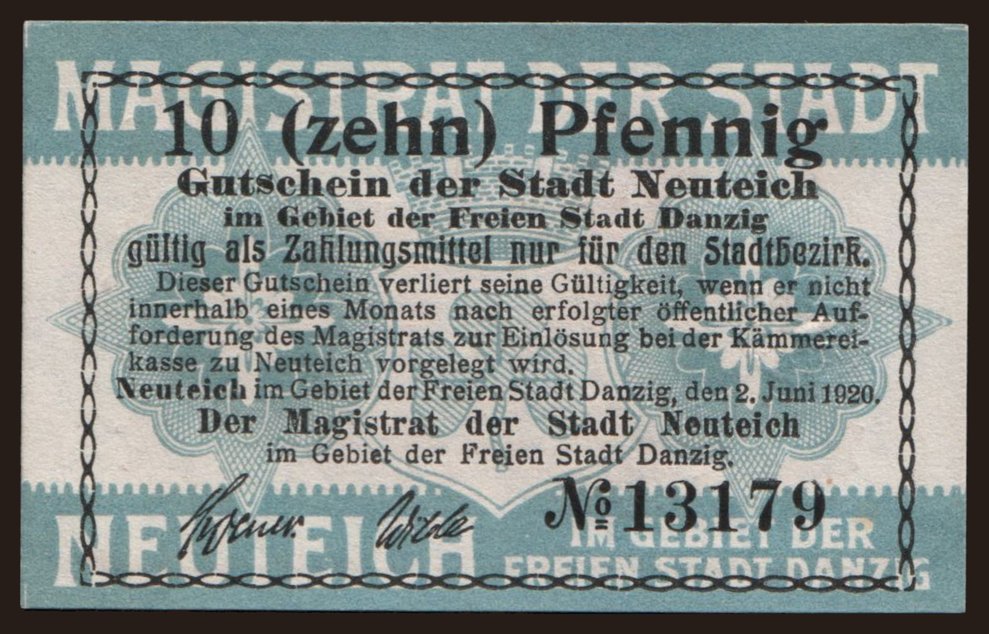 MAGISTRAT DER STADT
10 (zehn) Pfennig
Gutschein der Stadt Neuteich
im Gebiet der Freien Stadt Danzig
gültig als Zahlungsmittel nur für den Stadtbezirk.
Dieser Gutschein verliert seine Gültigkeit, wenn er nicht
innerhalb eines Monats nach erfolgter öffentlicher Auf-
forderung des Magistrats zur Einlösung bei der Kämmerei-
kasse zu Neuteich vorgelegt wird.
Neuteich im Gebiet der Freien Stadt Danzig, den 2. Juni 1920.
Der Magistrat der Stadt Neuteich
im Gebiet der Freien Stadt Danzig.
№ 13179
NEUTEICH IM GEBIET DER
FREIEN STADT DANZIG